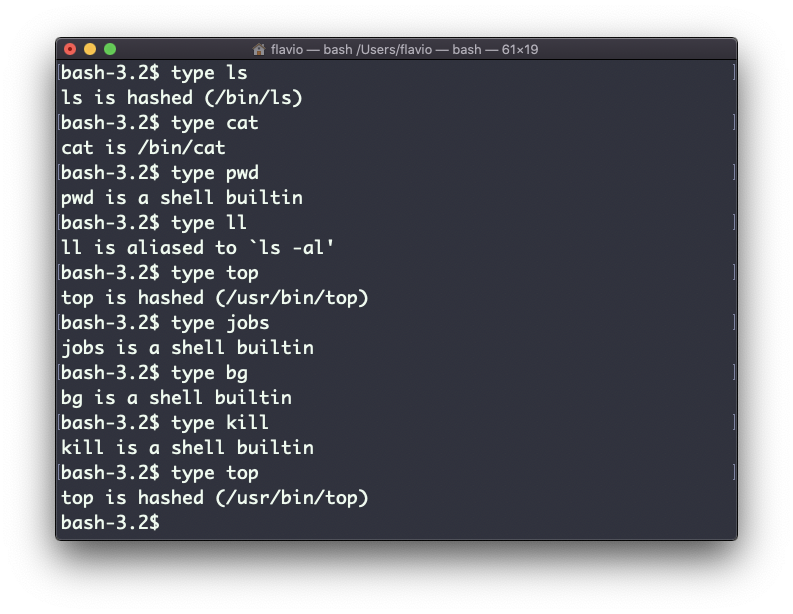 flavio — bash /Users/flavio — bash — 61×19
[bash-3.2$ type ls ]
ls is hashed (/bin/ls)
[bash-3.2$ type cat ]
cat is /bin/cat
[bash-3.2$ type pwd ]
pwd is a shell builtin
[bash-3.2$ type ll ]
ll is aliased to `ls -al'
[bash-3.2$ type top ]
top is hashed (/usr/bin/top)
[bash-3.2$ type jobs ]
jobs is a shell builtin
[bash-3.2$ type bg ]
bg is a shell builtin
[bash-3.2$ type kill ]
kill is a shell builtin
[bash-3.2$ type top ]
top is hashed (/usr/bin/top)
bash-3.2$